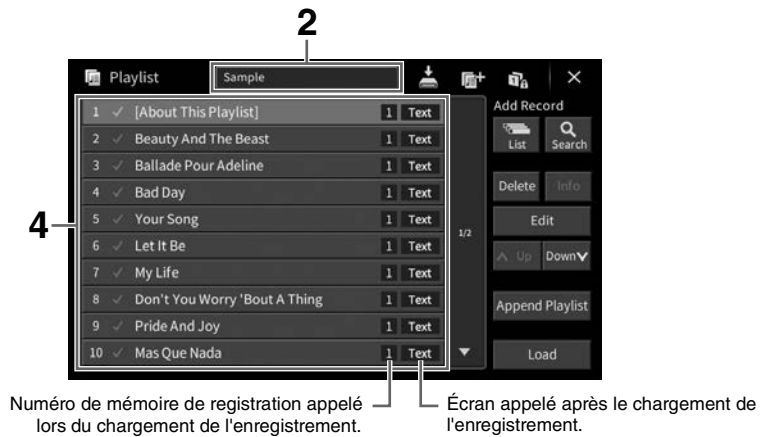 2
Playlist Sample
Add Record
1 [About This Playlist] 1 Text
2 Beauty And The Beast 1 Text
3 Ballade Pour Adeline 1 Text
4 Bad Day 1 Text
5 Your Song 1 Text
6 Let It Be 1 Text
7 My Life 1 Text
8 Don't You Worry 'Bout A Thing 1 Text
9 Pride And Joy 1 Text
10 Mas Que Nada 1 Text
4
1/2
List Search
Delete Info
Edit
Up Down
Append Playlist
Load
Numéro de mémoire de registration appelé
lors du chargement de l'enregistrement.
Écran appelé après le chargement de
l'enregistrement.